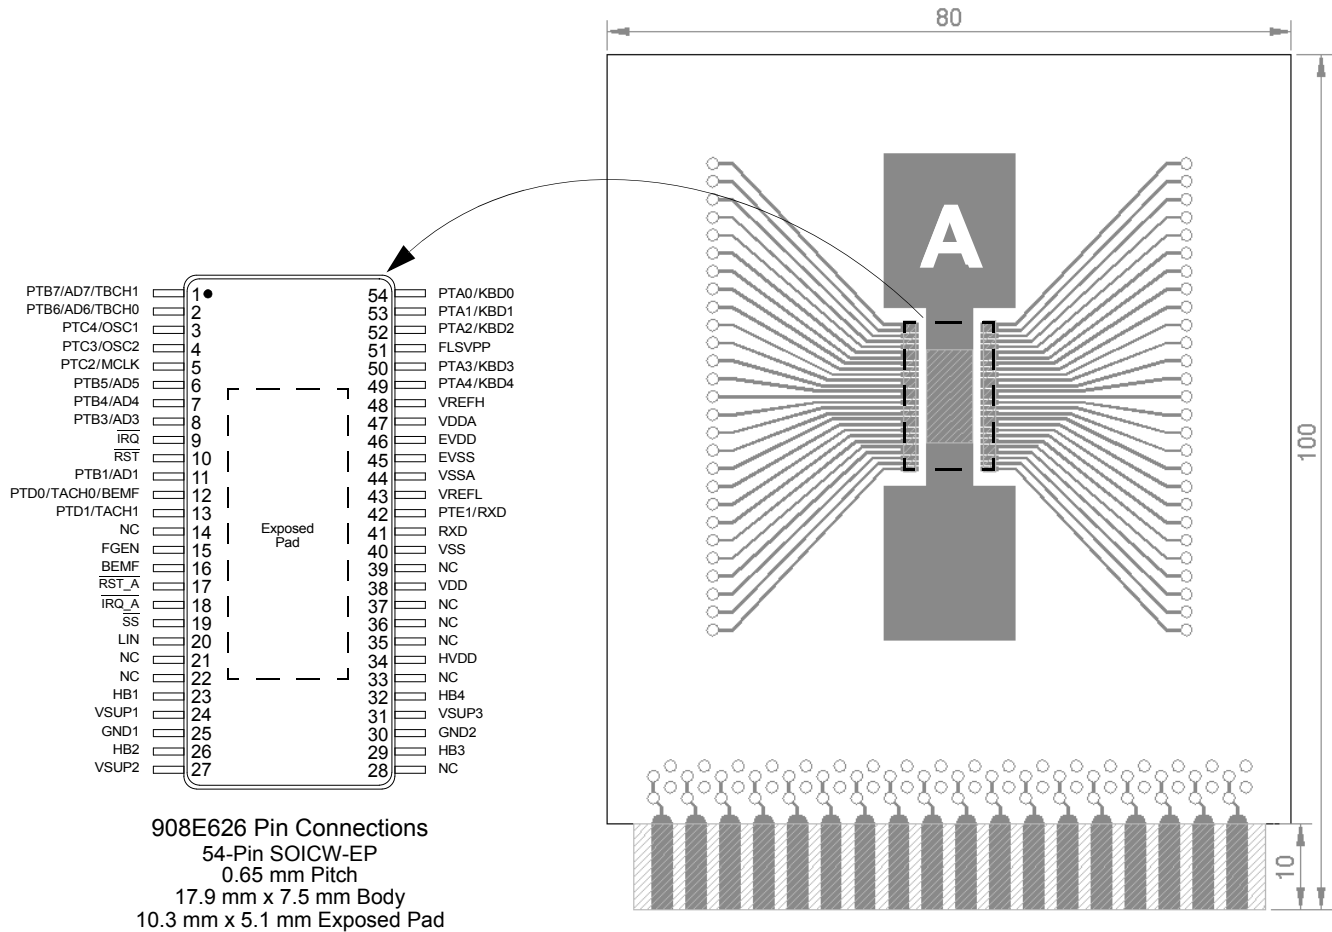 80
A
100
10
PTB7/AD7/TBCH1 1 54 PTA0/KBD0
PTB6/AD6/TBCH0 2 53 PTA1/KBD1
PTC4/OSC1 3 52 PTA2/KBD2
PTC3/OSC2 4 51 FLSVPP
PTC2/MCLK 5 50 PTA3/KBD3
PTB5/AD5 6 49 PTA4/KBD4
PTB4/AD4 7 48 VREFH
PTB3/AD3 8 47 VDDA
IRQ 9 46 EVDD
RST 10 45 EVSS
PTB1/AD1 11 44 VSSA
PTD0/TACH0/BEMF 12 43 VREFL
PTD1/TACH1 13 42 PTE1/RXD
NC 14 41 RXD
FGEN 15 40 VSS
BEMF 16 39 NC
RST_A 17 38 VDD
IRQ_A 18 37 NC
SS 19 36 NC
LIN 20 35 NC
NC 21 34 HVDD
NC 22 33 NC
HB1 23 32 HB4
VSUP1 24 31 VSUP3
GND1 25 30 GND2
HB2 26 29 HB3
VSUP2 27 28 NC
Exposed
Pad
908E626 Pin Connections
54-Pin SOICW-EP
0.65 mm Pitch
17.9 mm x 7.5 mm Body
10.3 mm x 5.1 mm Exposed Pad